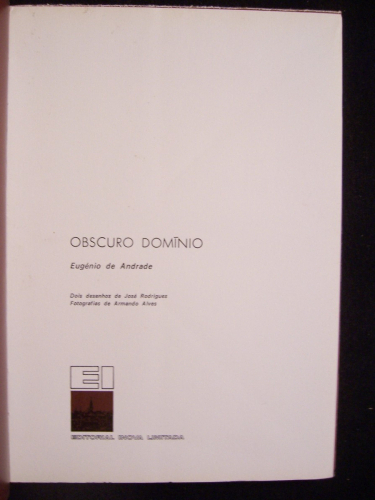 OBSCURO DOMÍNIO
Eugénio de Andrade
Dois desenhos de José Rodrigues
Fotografias de Armando Alves
EI
EDITORIAL INOVA LIMITADA